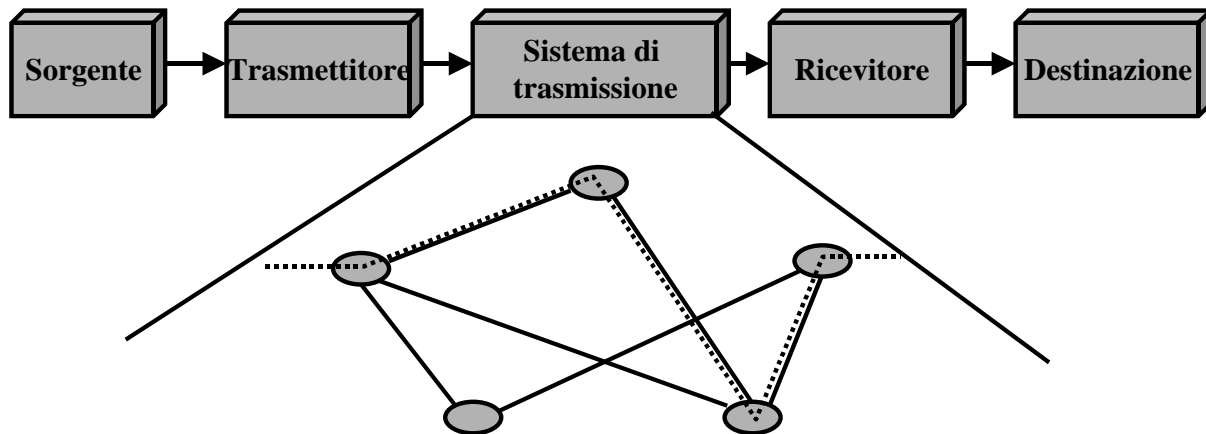 Sorgente
Trasmettitore
Sistema di
trasmissione
Ricevitore
Destinazione